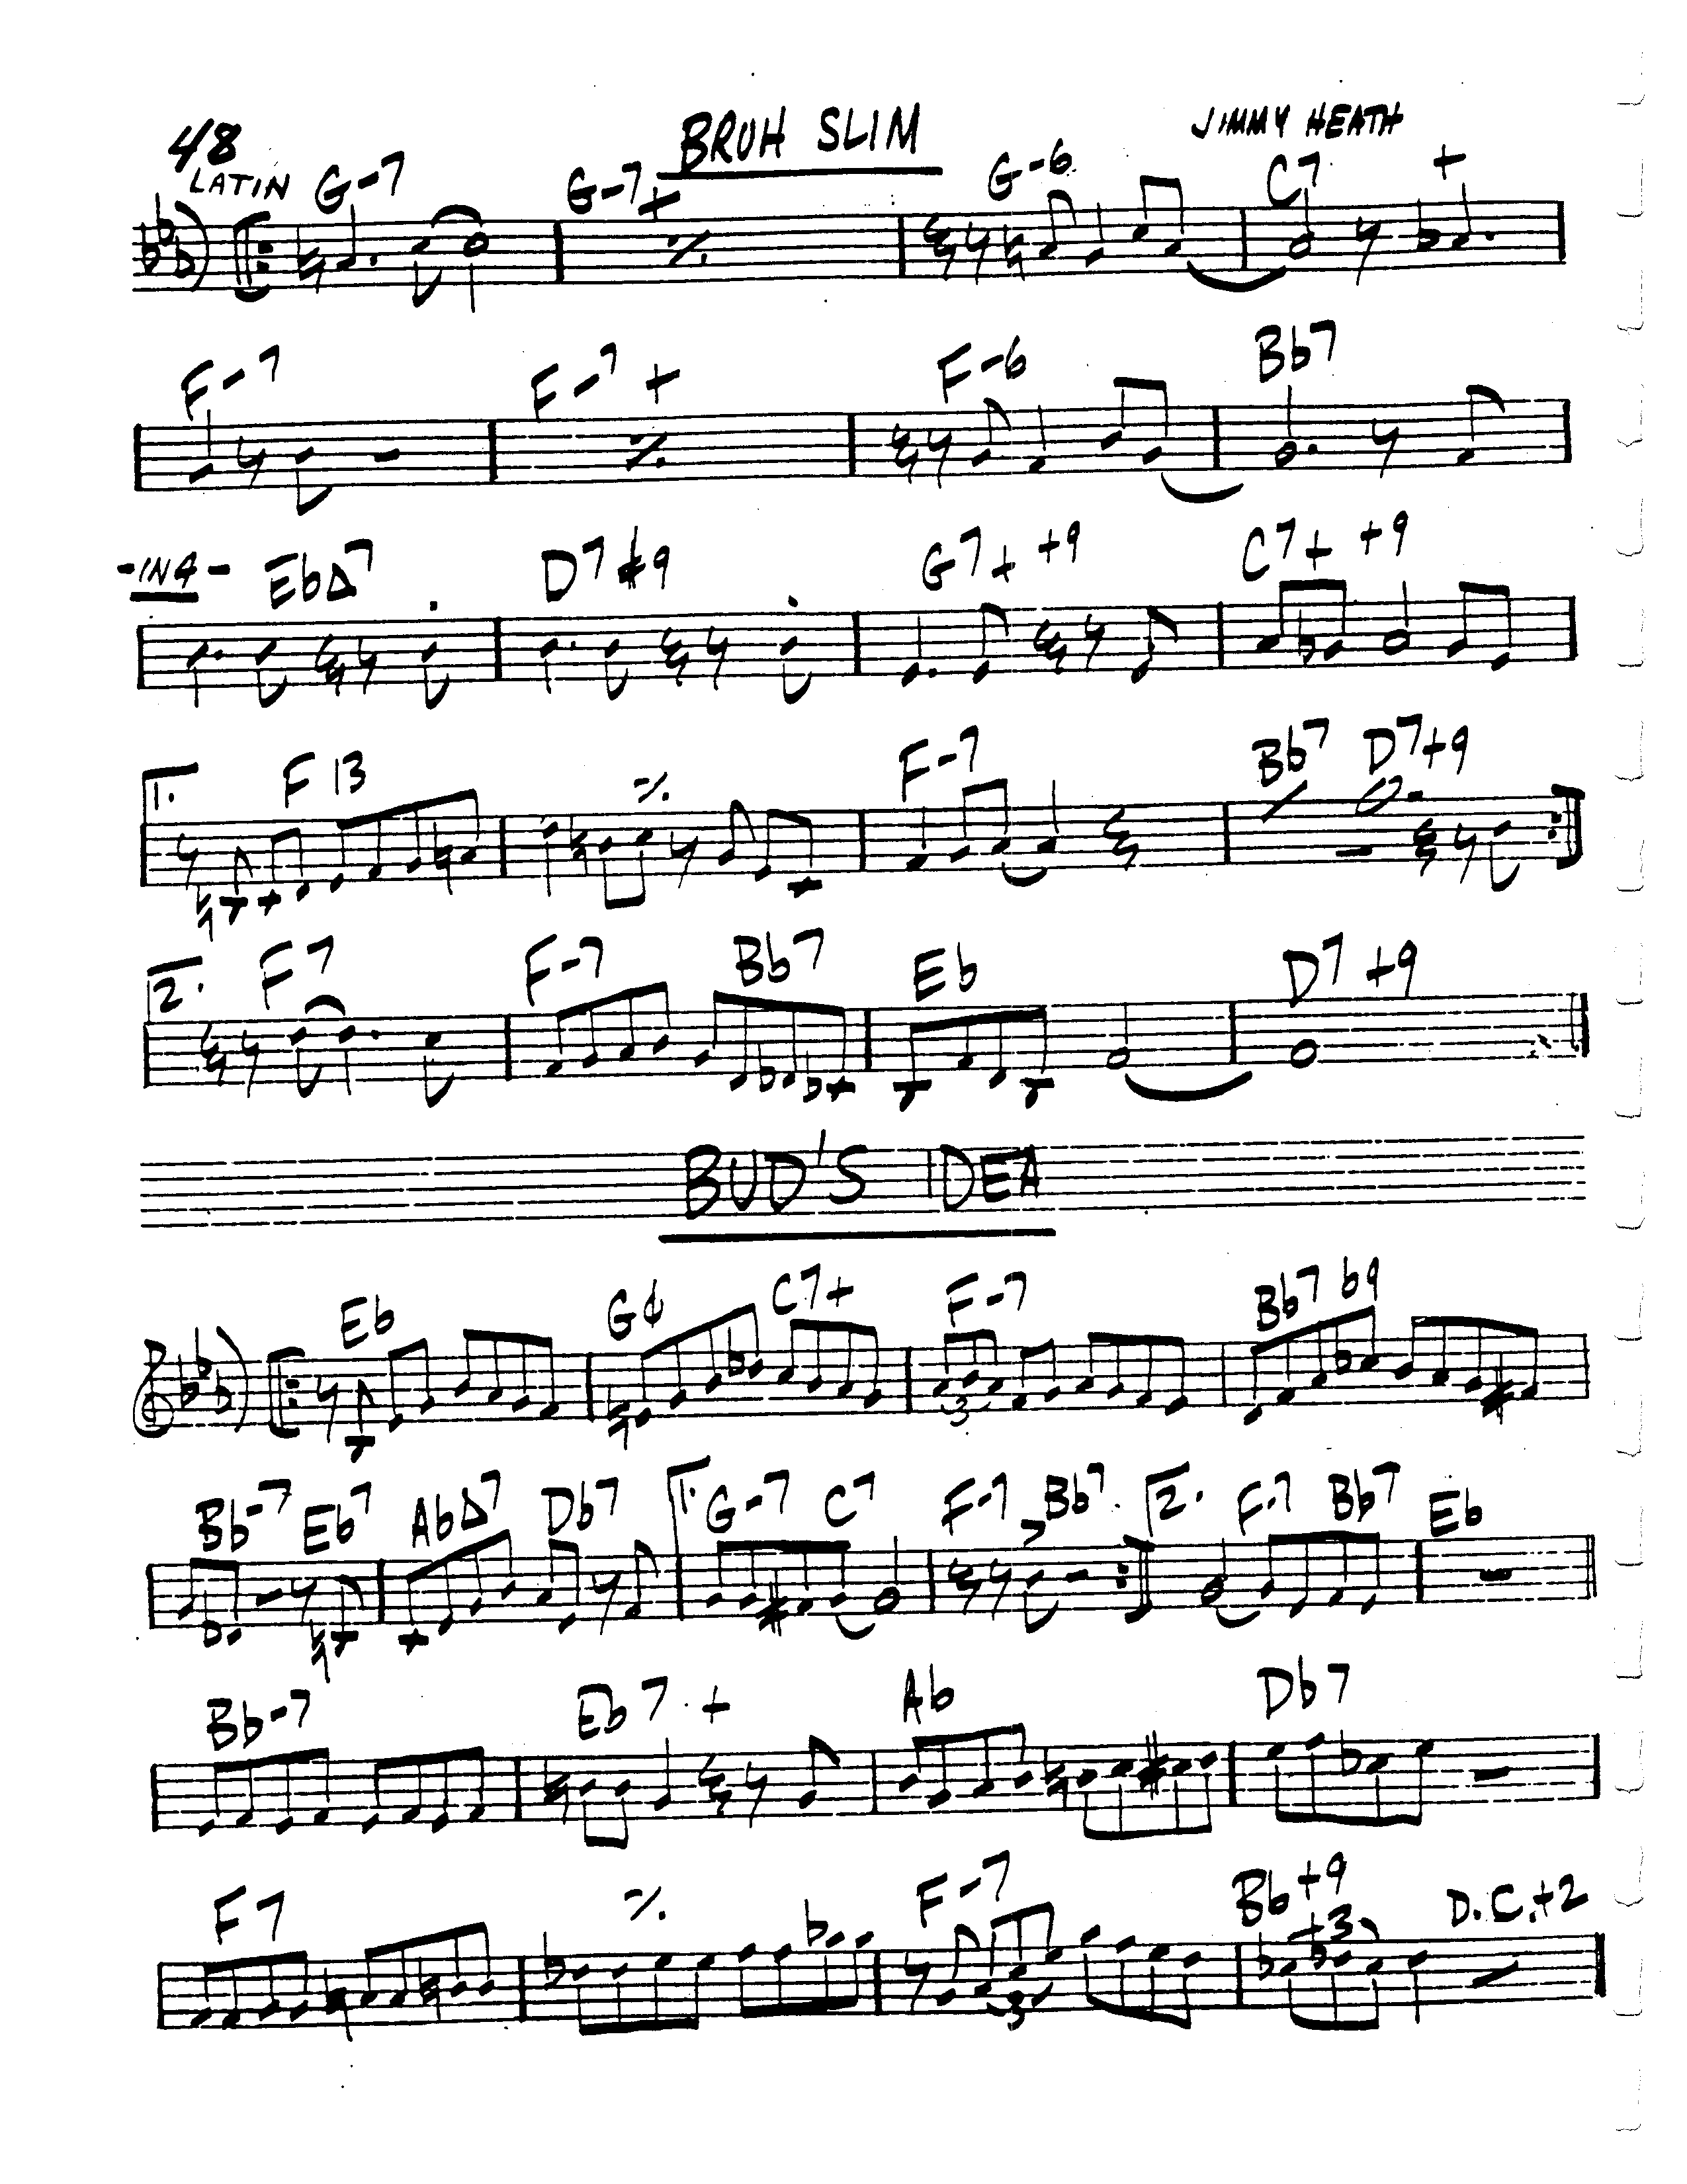 48 BRUH SLIM JIMMY HEATH
LATIN G-7 G-7+ G-6 C7 +
F-7 F-7+ F-6 Bb7
-IN 4- EbΔ7 D7#9 G7+ +9 C7+ +9
1. F13 ٪ F-7 Bb7 D7+9
2. F7 F-7 Bb7 Eb D7+9
BUD'S IDEA
Eb Gø C7+ F-7 Bb7b9
3
Bb-7 Eb7 AbΔ7 Db7 1. G-7 C7 F-7 Bb7 2. F-7 Bb7 Eb
Bb-7 Eb7+ Ab Db7
F7 ٪ F-7 Bb+9 D.C.+2
3 3